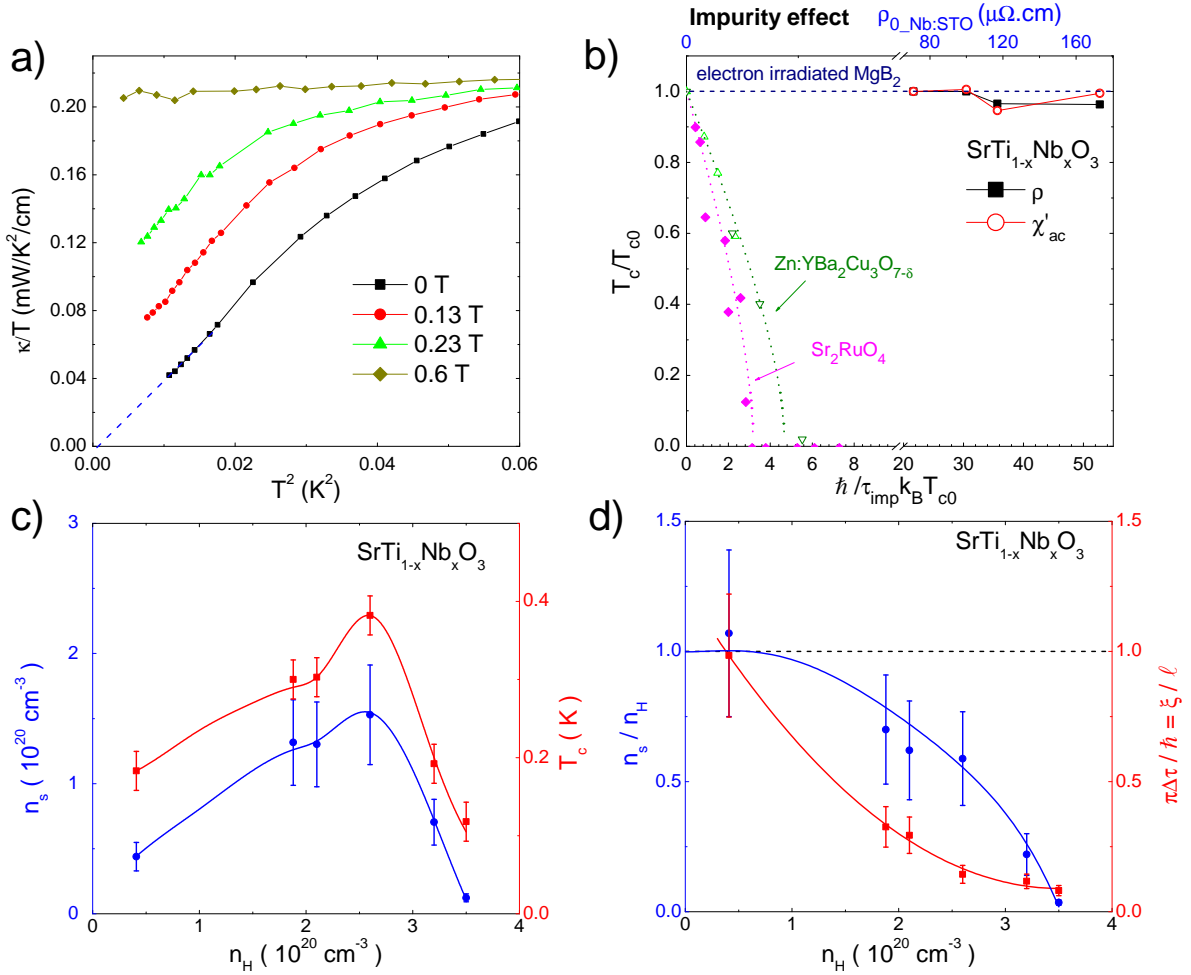 a)
κ/T (mW/K²/cm)
0.20
0.16
0.12
0.08
0.04
0.00
0 T
0.13 T
0.23 T
0.6 T
0.00 0.02 0.04 0.06
T² (K²)
b)
Impurity effect
ρ₀_Nb:STO (μΩ.cm)
0 80 120 160
electron irradiated MgB₂
T_c/T_c0
1.0
0.8
0.6
0.4
0.2
0.0
SrTi₁₋ₓNbₓO₃
ρ
χ'_ac
Zn:YBa₂Cu₃O₇₋δ
Sr₂RuO₄
0 2 4 6 8 20 30 40 50
ħ/τ_imp k_B T_c0
c)
SrTi₁₋ₓNbₓO₃
n_s ( 10²⁰ cm⁻³ )
3
2
1
0
0.4
0.2
0.0
T_c ( K )
0 1 2 3 4
n_H ( 10²⁰ cm⁻³ )
d)
SrTi₁₋ₓNbₓO₃
n_s / n_H
1.5
1.0
0.5
0.0
1.5
1.0
0.5
0.0
πΔτ / ħ = ξ / ℓ
0 1 2 3 4
n_H ( 10²⁰ cm⁻³ )